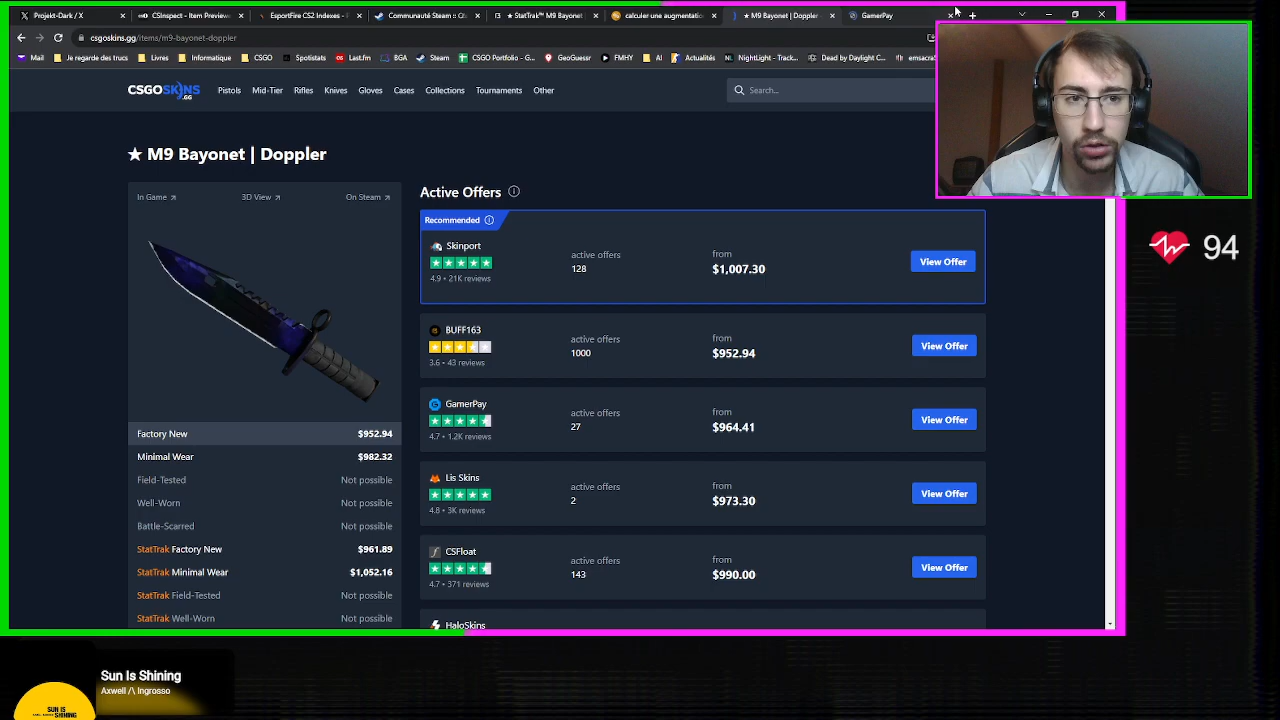 Projekt-Dark / X
CSInspect - Item Preview
EsportFire CS2 Indexes -
Communauté Steam ::
★ StatTrak™ M9 Bayonet
calculer une augmentatio
★ M9 Bayonet | Doppler
GamerPay
csgoskins.gg/items/m9-bayonet-doppler
Mail
Je regarde des trucs
Livres
Informatique
CSGO
Spotistats
Last.fm
BGA
Steam
CSGO Portfolio - G...
GeoGuessr
FMHY
AI
Actualités
NightLight - Track...
Dead by Daylight C...
CSGOSKINS
.GG
Pistols
Mid-Tier
Rifles
Knives
Gloves
Cases
Collections
Tournaments
Other
Search...
★ M9 Bayonet | Doppler
In Game
3D View
On Steam
Factory New $952.94
Minimal Wear $982.32
Field-Tested Not possible
Well-Worn Not possible
Battle-Scarred Not possible
StatTrak Factory New $961.89
StatTrak Minimal Wear $1,052.16
StatTrak Field-Tested Not possible
StatTrak Well-Worn Not possible
Active Offers
Recommended
Skinport
4.9 • 21K reviews
active offers
128
from
$1,007.30
View Offer
BUFF163
3.6 • 43 reviews
active offers
1000
from
$952.94
View Offer
GamerPay
4.7 • 1.2K reviews
active offers
27
from
$964.41
View Offer
Lis Skins
4.8 • 3K reviews
active offers
2
from
$973.30
View Offer
CSFloat
4.7 • 371 reviews
active offers
143
from
$990.00
View Offer
HaloSkins
94
SUN IS
SHINING
Sun Is Shining
Axwell /\ Ingrosso